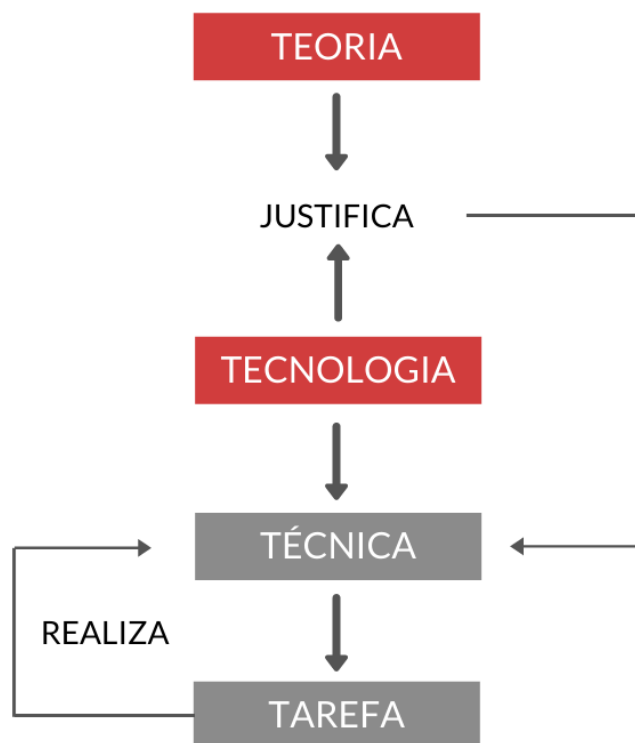 TEORIA
JUSTIFICA
TECNOLOGIA
TÉCNICA
REALIZA
TAREFA